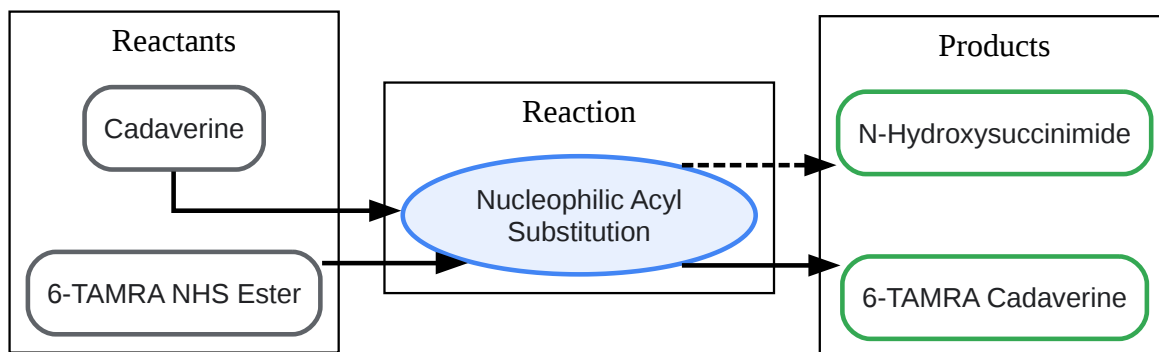 Reactants
Cadaverine
6-TAMRA NHS Ester
Reaction
Nucleophilic Acyl
Substitution
Products
N-Hydroxysuccinimide
6-TAMRA Cadaverine